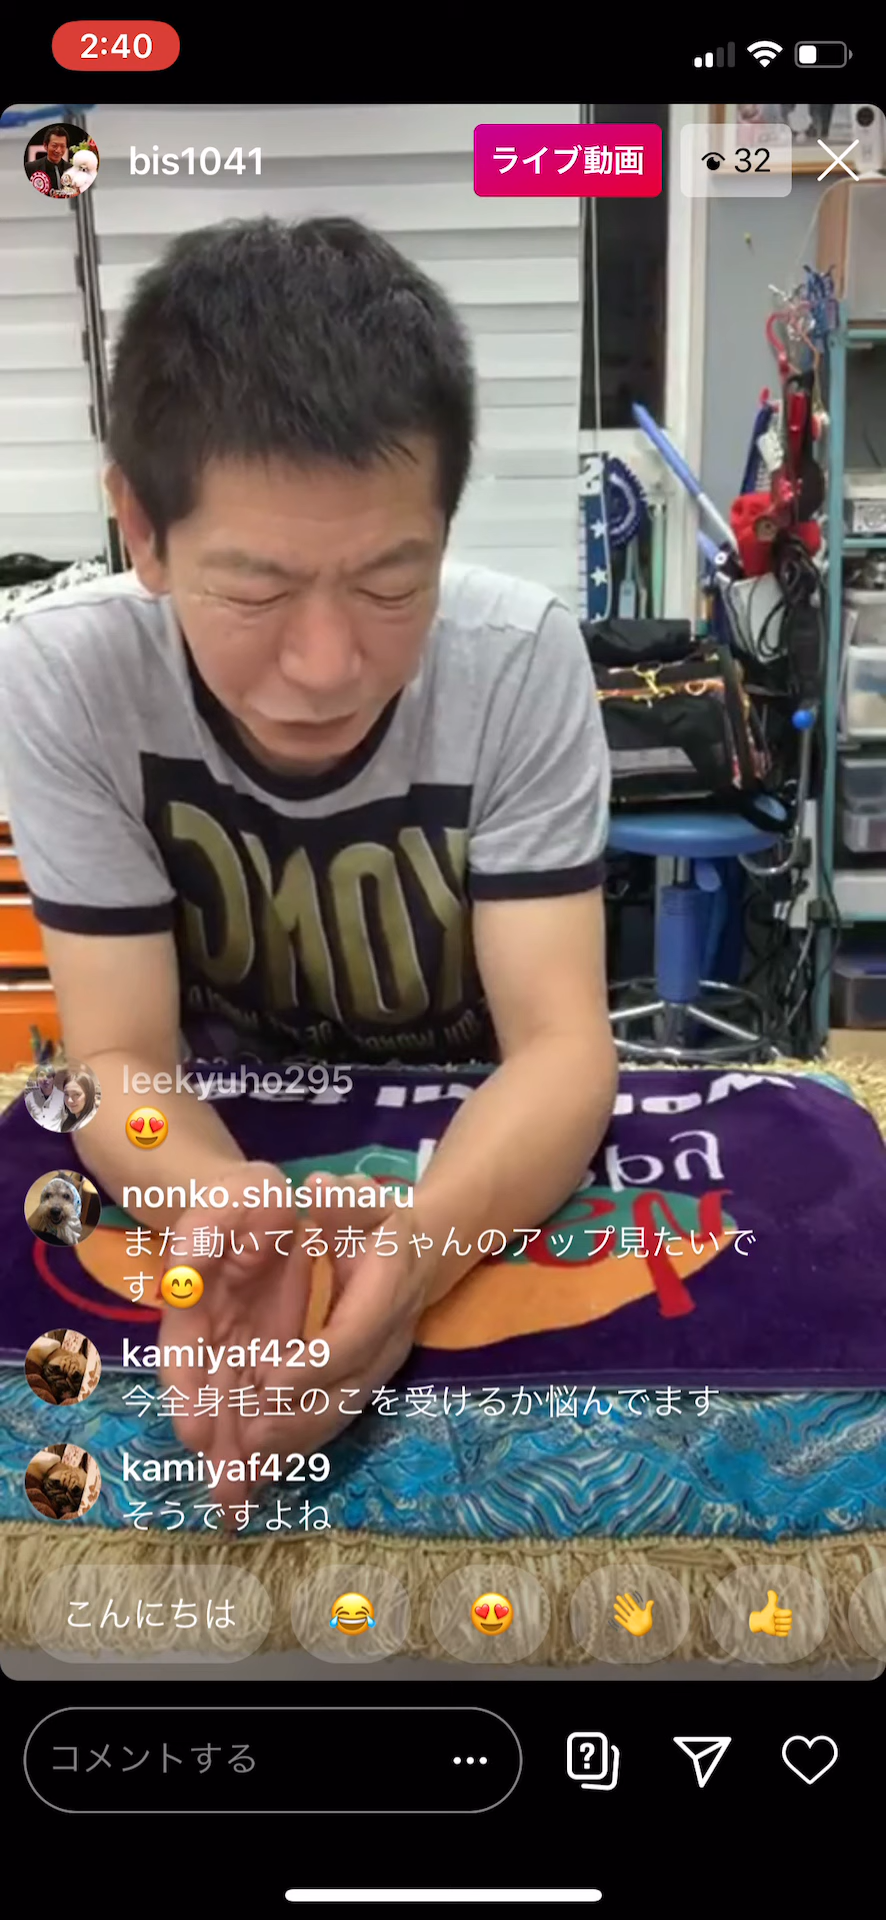 2:40
bis1041
ライブ動画
32
leekyuho295
😍
nonko.shisimaru
また動いてる赤ちゃんのアップ見たいで
す😊
kamiyaf429
今全身毛玉のこを受けるか悩んでます
kamiyaf429
そうですよね
こんにちは
コメントする